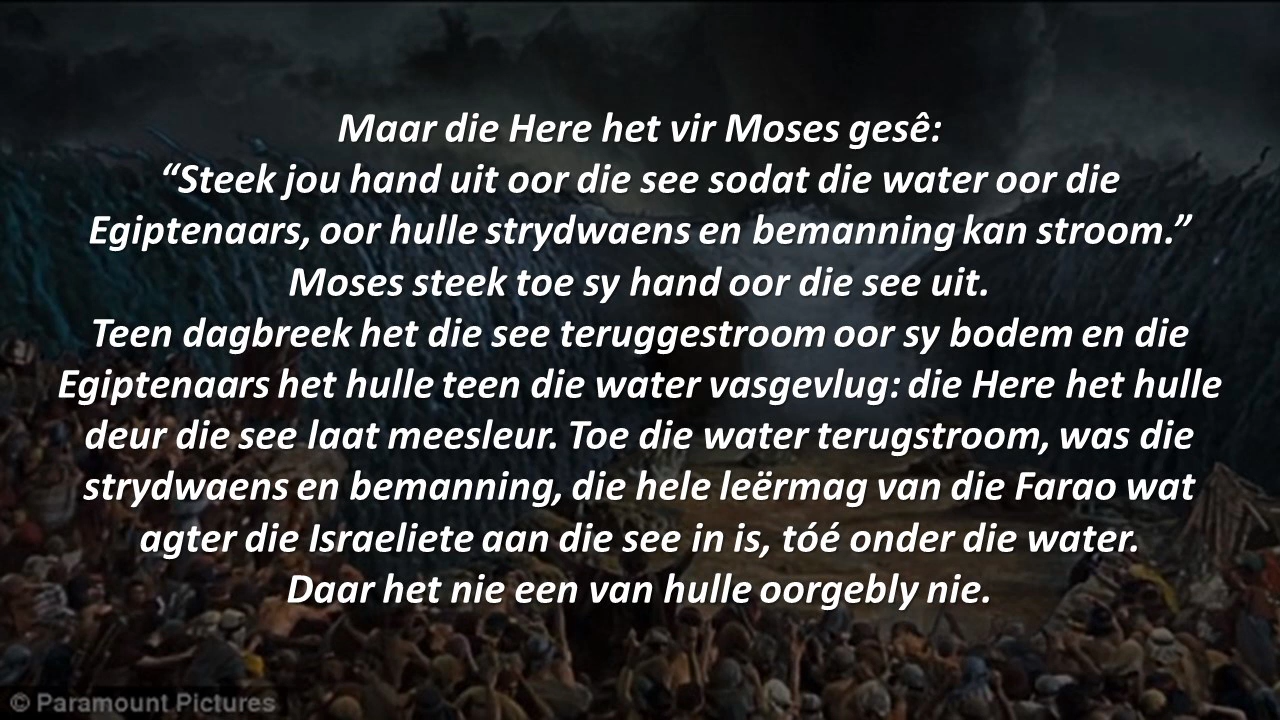 Maar die Here het vir Moses gesê:
“Steek jou hand uit oor die see sodat die water oor die
Egiptenaars, oor hulle strydwaens en bemanning kan stroom.”
Moses steek toe sy hand oor die see uit.
Teen dagbreek het die see teruggestroom oor sy bodem en die
Egiptenaars het hulle teen die water vasgevlug: die Here het hulle
deur die see laat meesleur. Toe die water terugstroom, was die
strydwaens en bemanning, die hele leërmag van die Farao wat
agter die Israeliete aan die see in is, tóé onder die water.
Daar het nie een van hulle oorgebly nie.
© Paramount Pictures